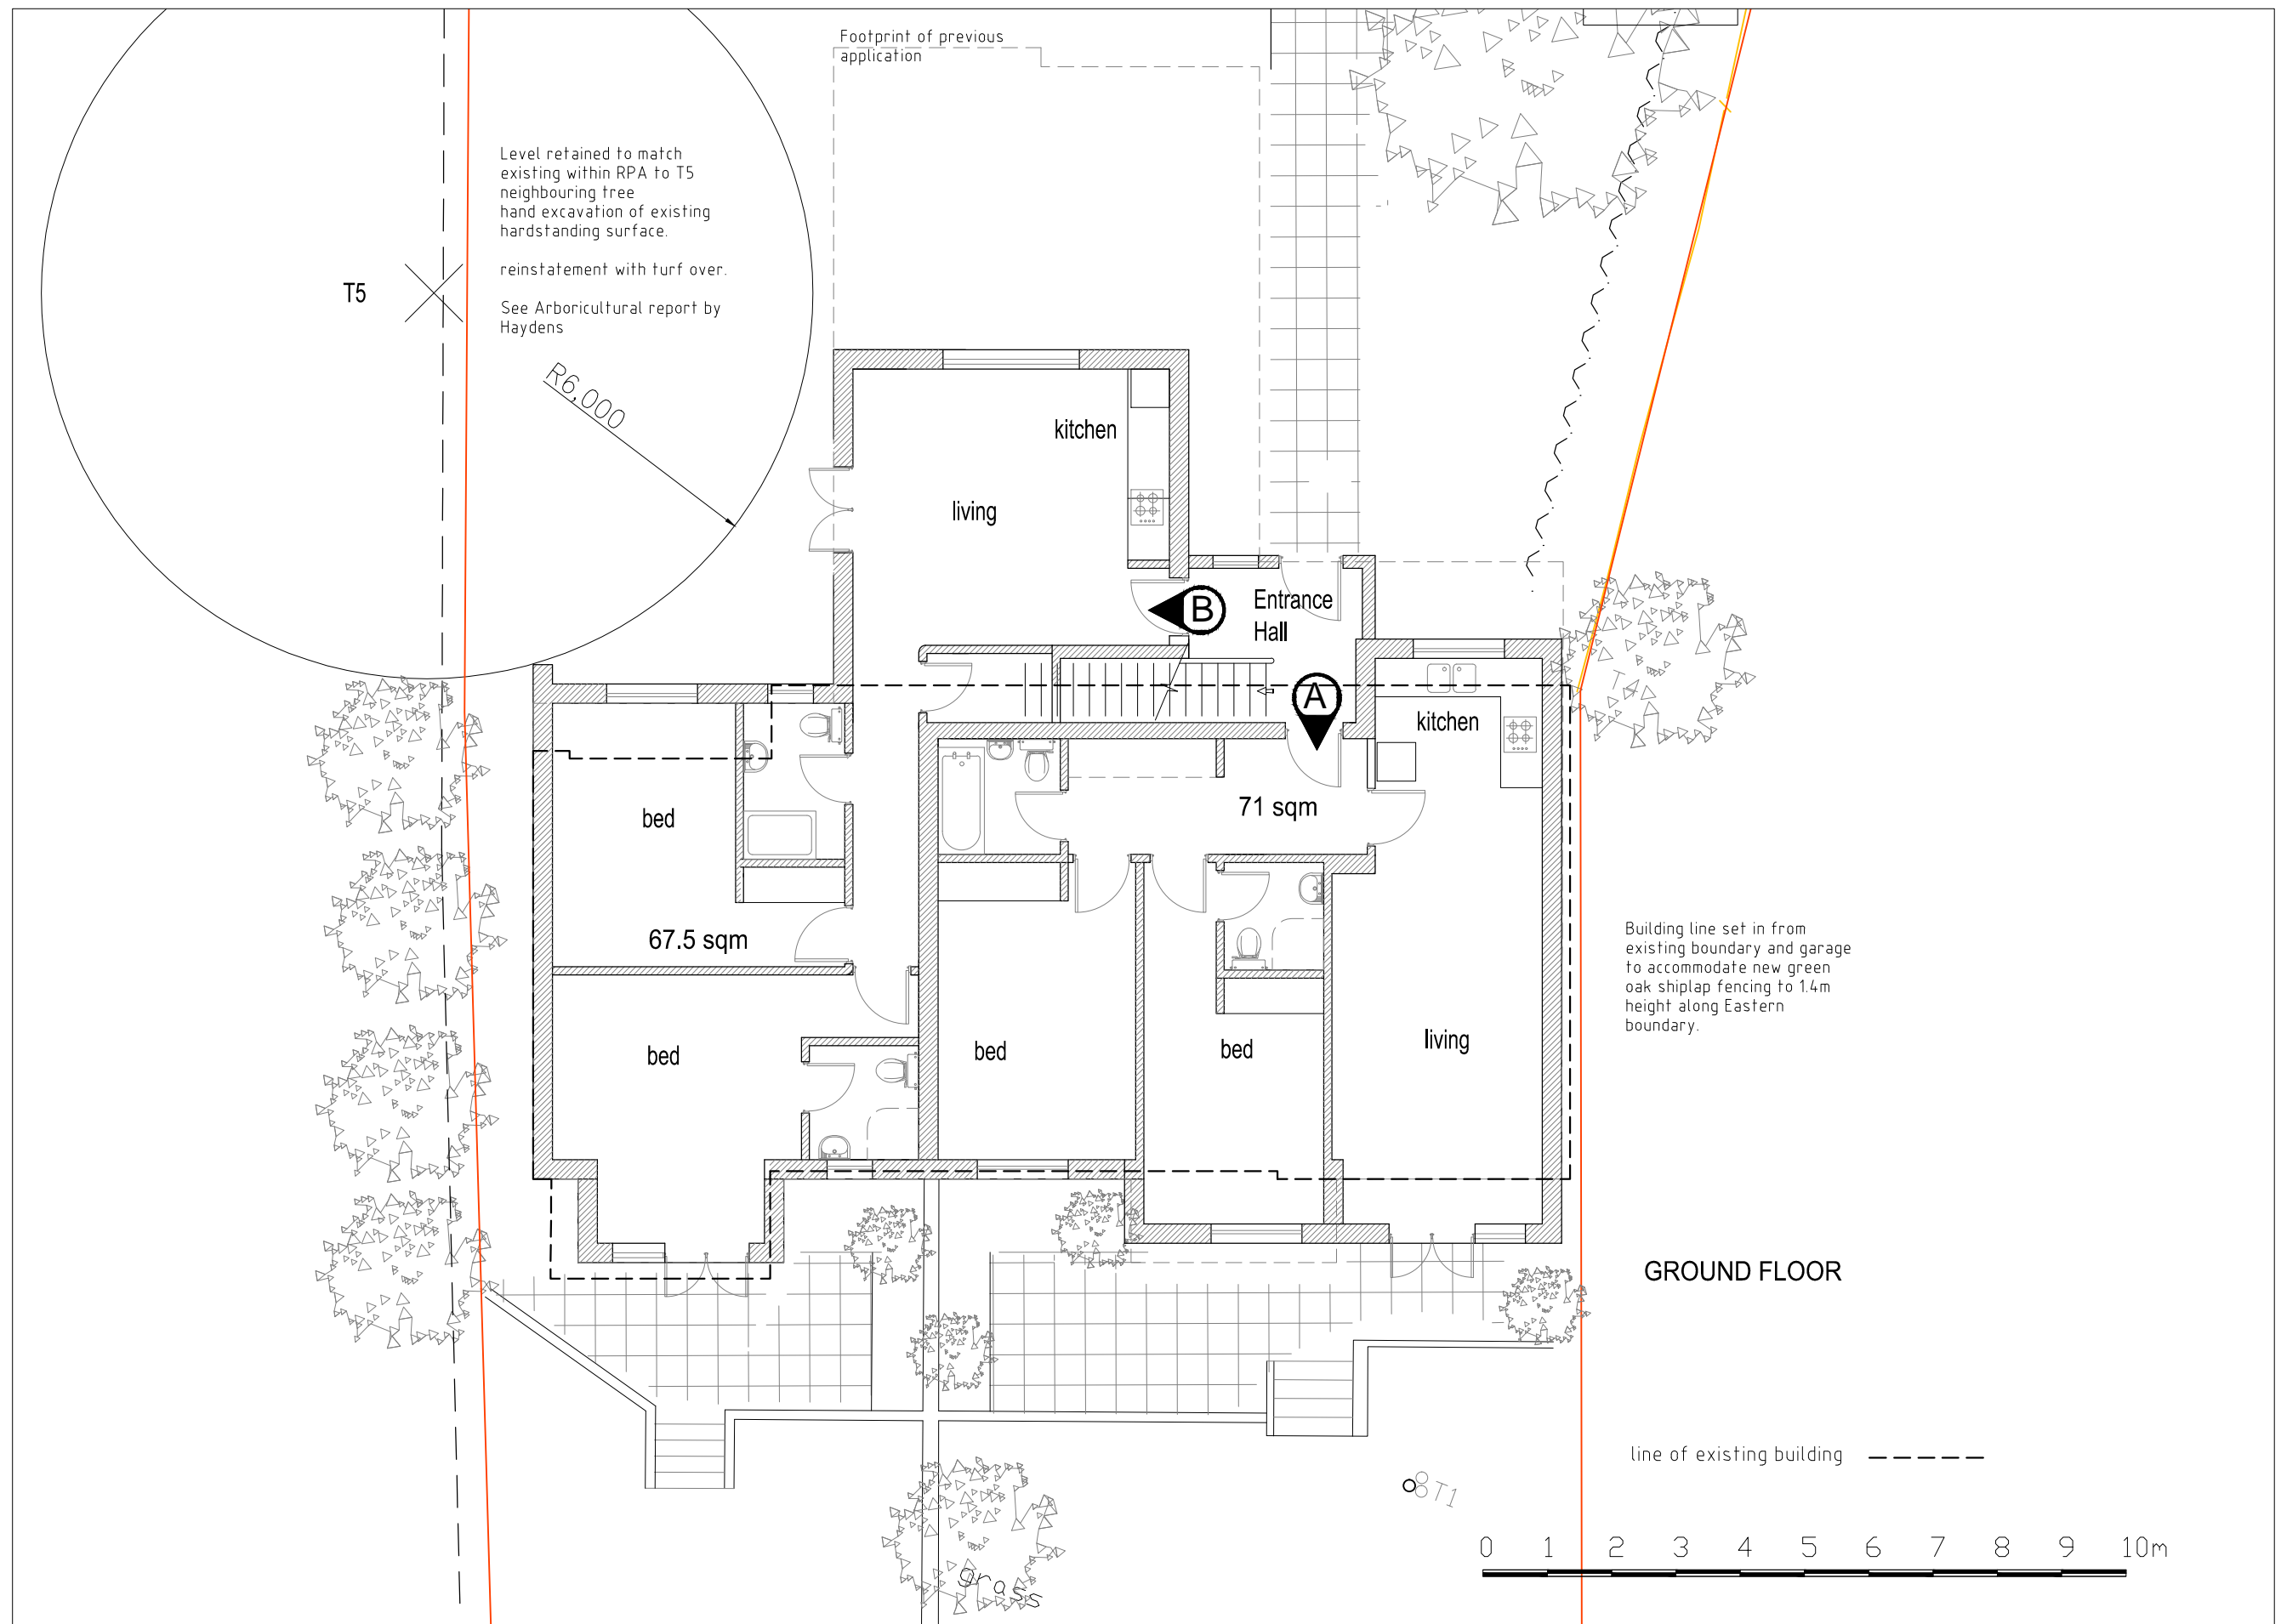 Footprint of previous
application
Level retained to match
existing within RPA to T5
neighbouring tree
hand excavation of existing
hardstanding surface.
reinstatement with turf over.
See Arboricultural report by
Haydens
T5
R6,000
kitchen
living
B
Entrance
Hall
A
kitchen
bed
71 sqm
67.5 sqm
Building line set in from
existing boundary and garage
to accommodate new green
oak shiplap fencing to 1.4m
height along Eastern
boundary.
bed
bed
bed
living
GROUND FLOOR
line of existing building
T1
0 1 2 3 4 5 6 7 8 9 10m
grass